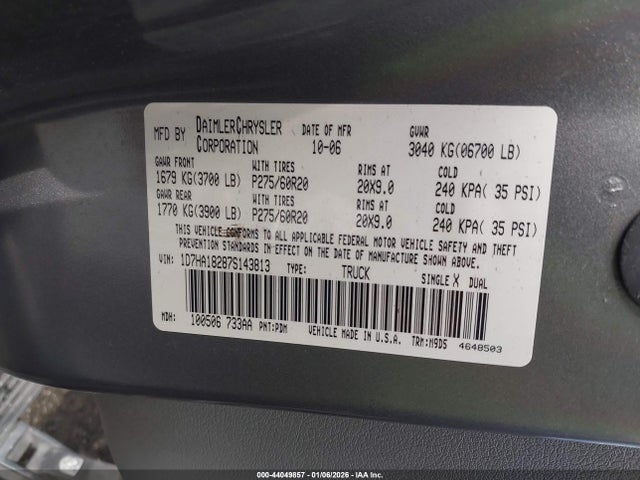 MFD BY DAIMLERCHRYSLER CORPORATION DATE OF MFR 10-06 GVWR 3040 KG(06700 LB)
GAWR FRONT WITH TIRES RIMS AT COLD
1679 KG(3700 LB) P275/60R20 20X9.0 240 KPA( 35 PSI)
GAWR REAR WITH TIRES RIMS AT COLD
1770 KG(3900 LB) P275/60R20 20X9.0 240 KPA( 35 PSI)
THIS VEHICLE CONFORMS TO ALL APPLICABLE FEDERAL MOTOR VEHICLE SAFETY AND THEFT
PREVENTION STANDARDS IN EFFECT ON THE DATE OF MANUFACTURE SHOWN ABOVE.
VIN: 1D7HA18287S143813 TYPE: TRUCK SINGLE X DUAL
MDH: 100506 733AA PNT:PDM VEHICLE MADE IN U.S.A. TRM:M9D5 4648503
000-44049857 - 01/06/2026 - IAA Inc.